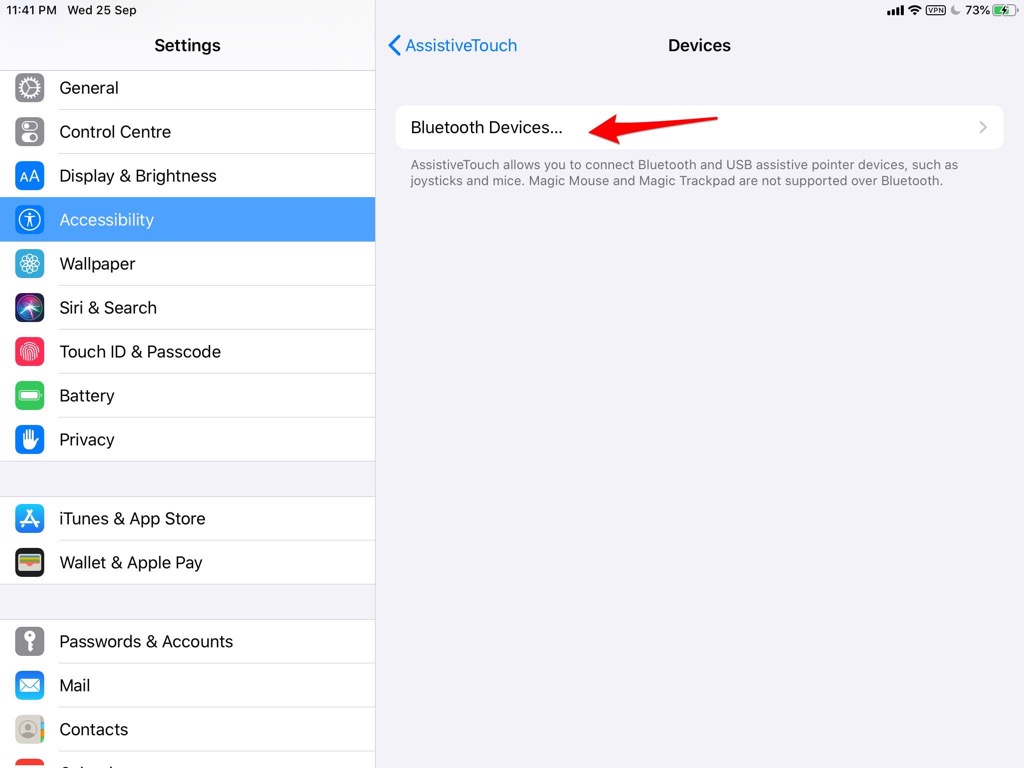 11:41 PM Wed 25 Sep
VPN 73%
Settings
General
Control Centre
AA Display & Brightness
Accessibility
Wallpaper
Siri & Search
Touch ID & Passcode
Battery
Privacy
iTunes & App Store
Wallet & Apple Pay
Passwords & Accounts
Mail
Contacts
AssistiveTouch
Devices
Bluetooth Devices...
AssistiveTouch allows you to connect Bluetooth and USB assistive pointer devices, such as
joysticks and mice. Magic Mouse and Magic Trackpad are not supported over Bluetooth.